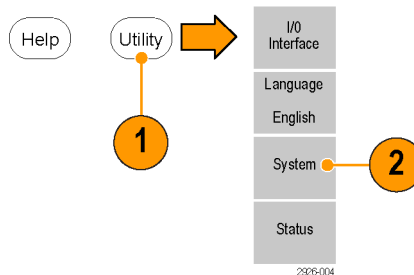 Help
Utility
I/0
Interface
Language
English
1
System
2
Status
2926-004